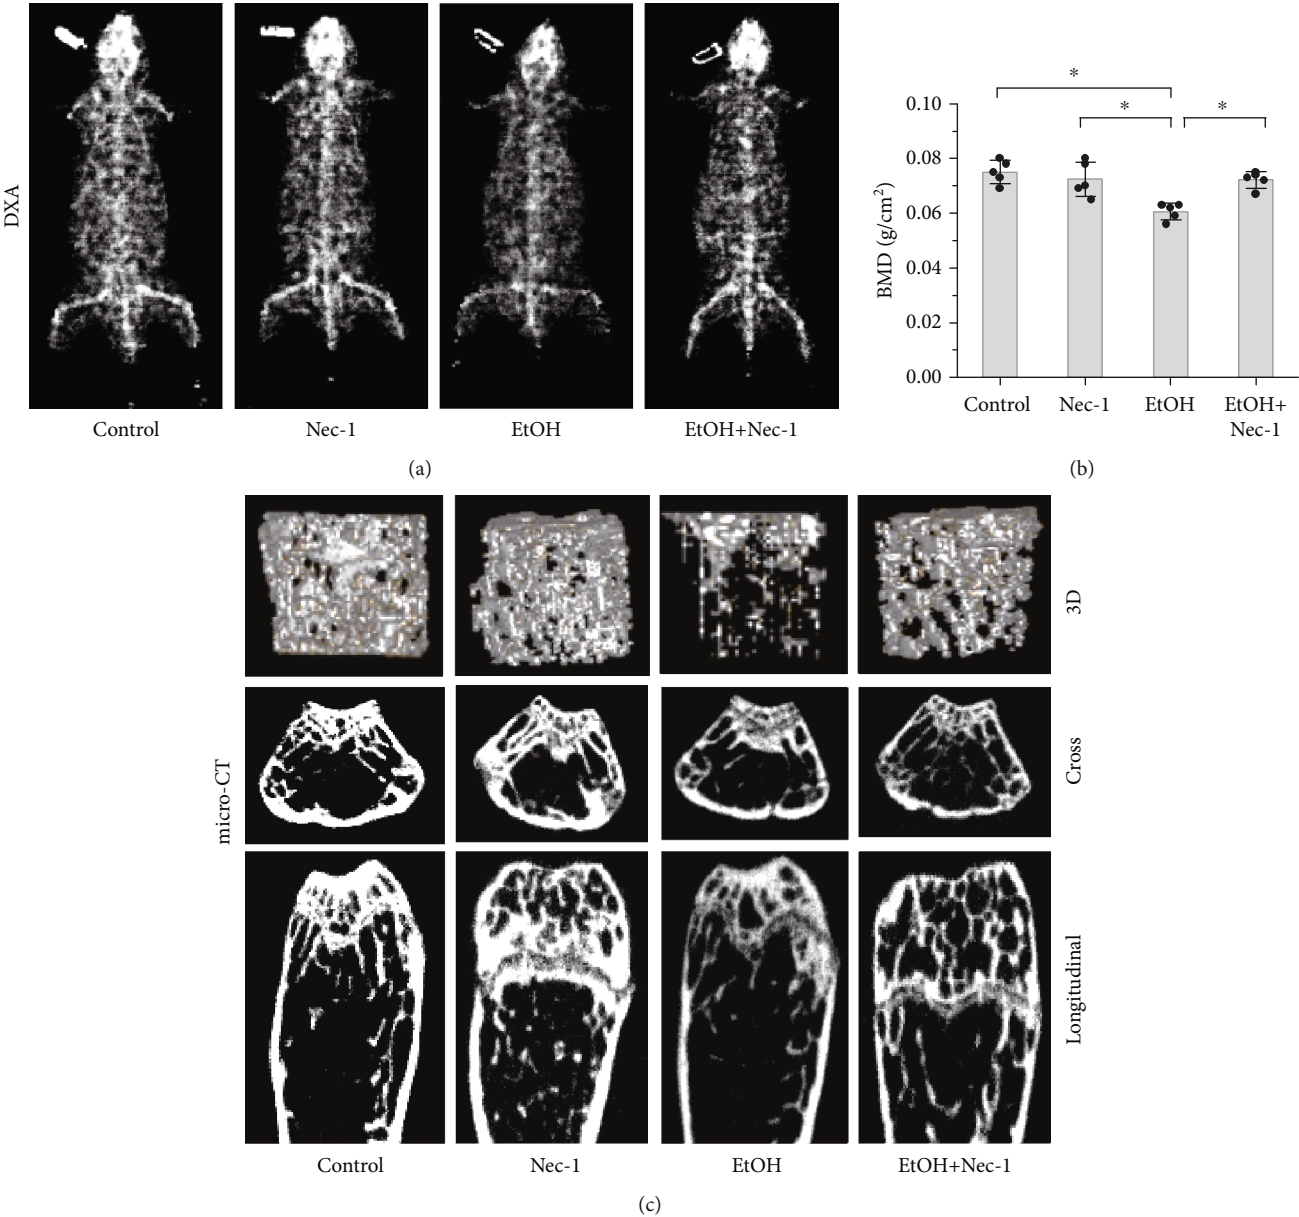 DXA
Control
Nec-1
EtOH
EtOH+Nec-1
(a)
BMD (g/cm²)
0.10
0.08
0.06
0.04
0.02
0.00
*
*
*
Control
Nec-1
EtOH
EtOH+
Nec-1
(b)
micro-CT
3D
Cross
Longitudinal
Control
Nec-1
EtOH
EtOH+Nec-1
(c)